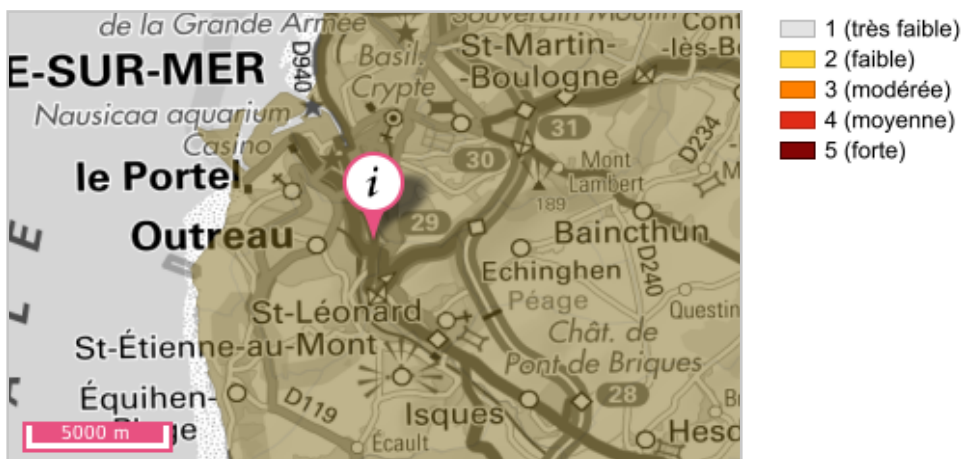 de la Grande Armée
Souverain Moulin
Cont
E-SUR-MER
D940
Basil.
Crypte
St-Martin-
-Boulogne
-lès-Bo
Nausicaa aquarium
Casino
31
30
D234
Mont
Lambert
189
M
le Portel
i
29
Outreau
Baincthun
Echinghen
D240
Péage
Questin
A L E
St-Léonard
St-Étienne-au-Mont
Chât. de
Pont de Briques
Équihen-
D119
28
Isques
Hesd
Écault
5000 m
1 (très faible)
2 (faible)
3 (modérée)
4 (moyenne)
5 (forte)